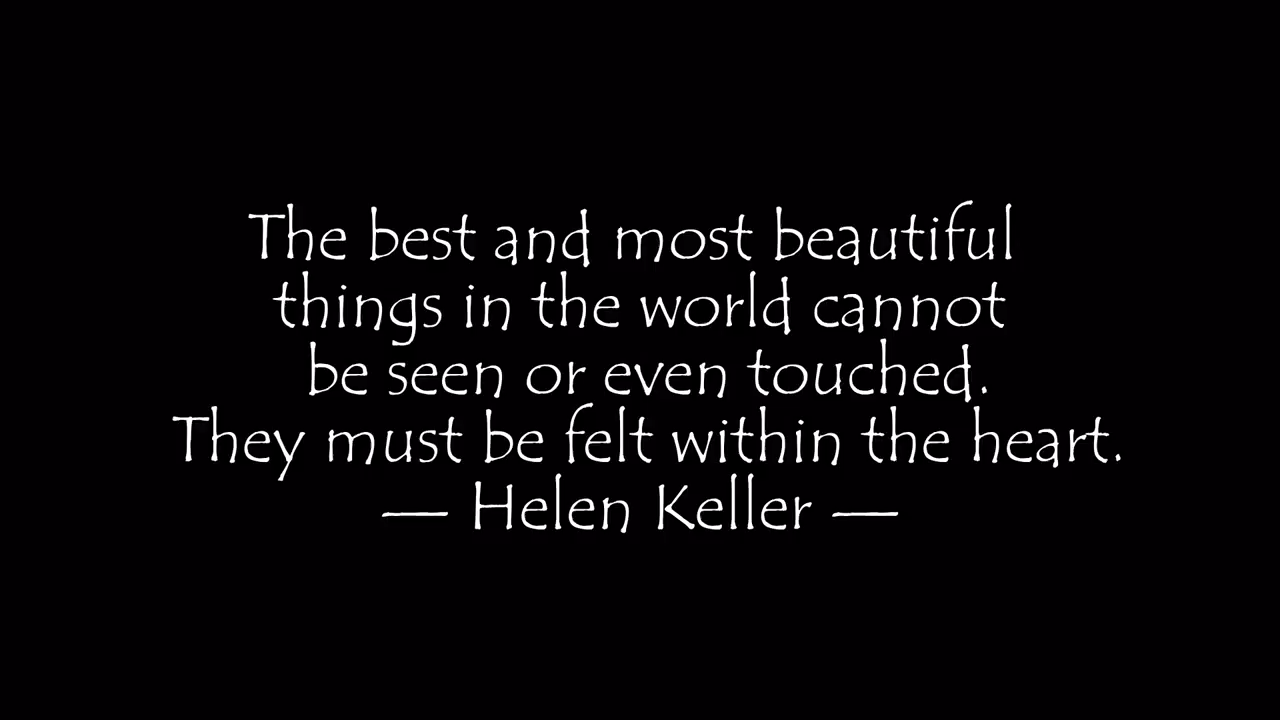 The best and most beautiful
things in the world cannot
be seen or even touched.
They must be felt within the heart.
— Helen Keller —